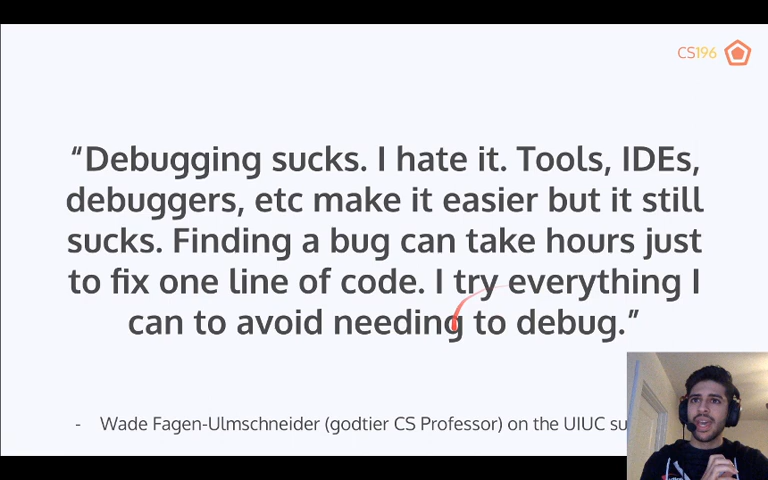 CS196
“Debugging sucks. I hate it. Tools, IDEs,
debuggers, etc make it easier but it still
sucks. Finding a bug can take hours just
to fix one line of code. I try everything I
can to avoid needing to debug.”
- Wade Fagen-Ulmschneider (godtier CS Professor) on the UIUC